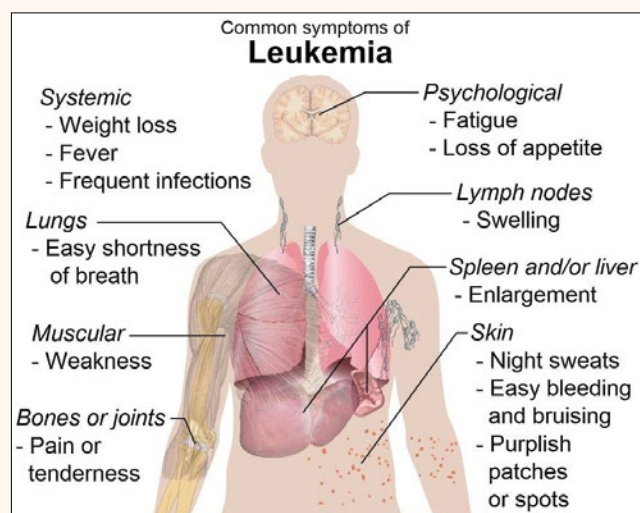 Common symptoms of
Leukemia
Systemic
- Weight loss
- Fever
- Frequent infections
Lungs
- Easy shortness
of breath
Muscular
- Weakness
Bones or joints
- Pain or
tenderness
Psychological
- Fatigue
- Loss of appetite
Lymph nodes
- Swelling
Spleen and/or liver
- Enlargement
Skin
- Night sweats
- Easy bleeding
and bruising
- Purplish
patches
or spots